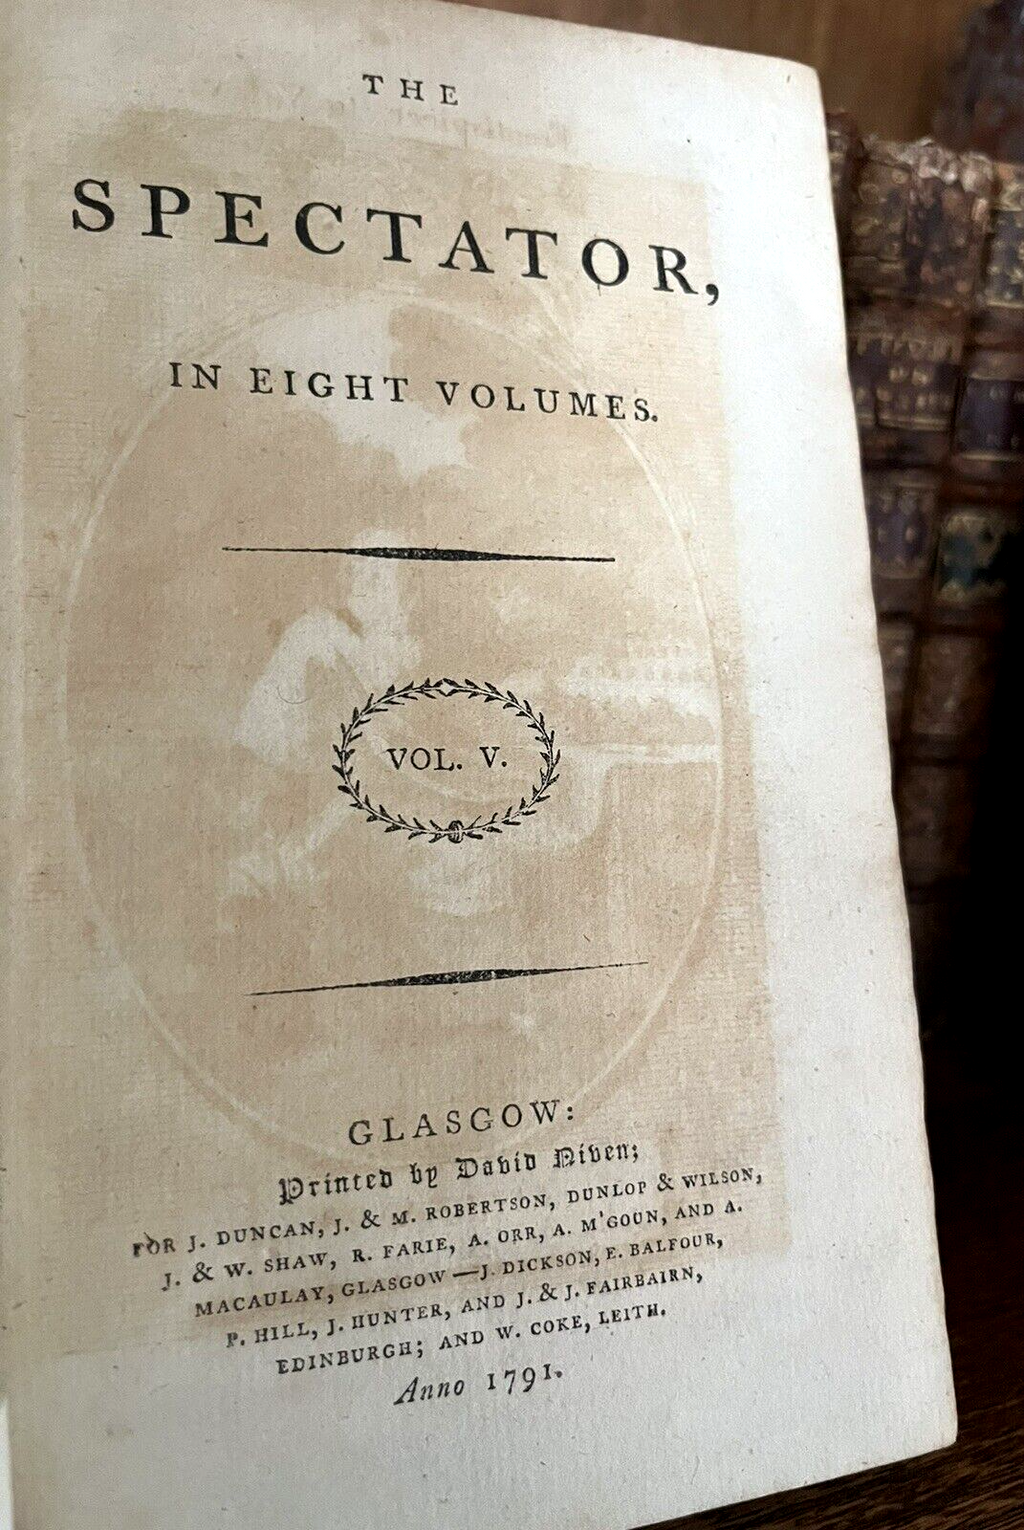 THE
SPECTATOR,
IN EIGHT VOLUMES.
VOL. V.
GLASGOW:
Printed by David Niven;
FOR J. DUNCAN, J. & M. ROBERTSON, DUNLOP & WILSON,
J. & W. SHAW, R. FARIE, A. ORR, A. M'GOUN, AND A.
MACAULAY, GLASGOW—J. DICKSON, E. BALFOUR,
P. HILL, J. HUNTER, AND J. & J. FAIRBAIRN,
EDINBURGH; AND W. COKE, LEITH.
Anno 1791.